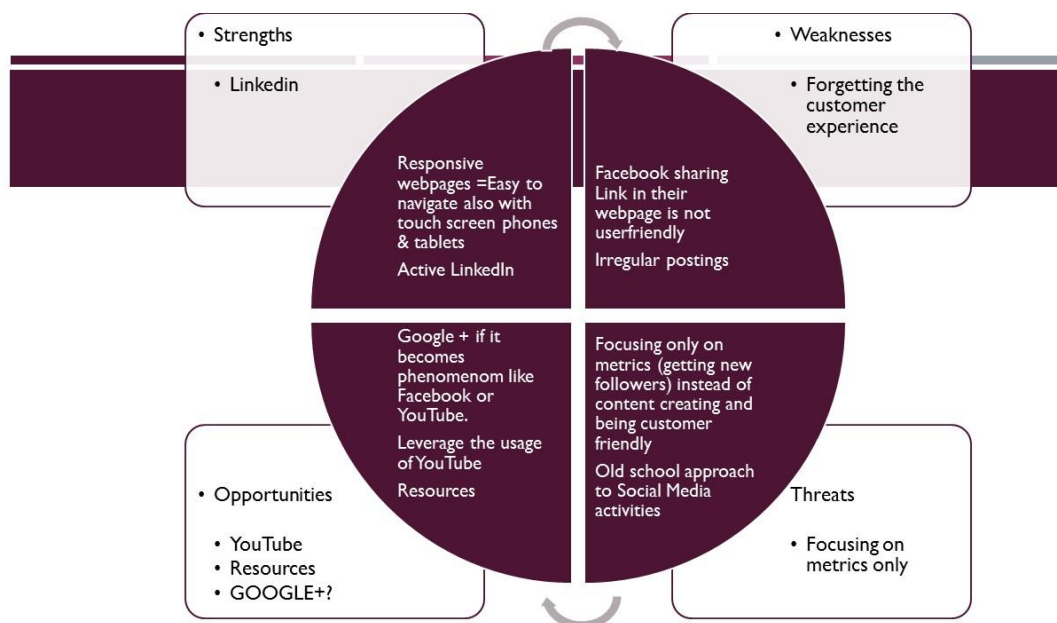 • Strengths
• Linkedin
• Weaknesses
• Forgetting the
customer
experience
Responsive
webpages =Easy to
navigate also with
touch screen phones
& tablets
Active LinkedIn
Facebook sharing
Link in their
webpage is not
userfriendly
Irregular postings
Google + if it
becomes
phenomenom like
Facebook or
YouTube.
Leverage the usage
of YouTube
Resources
Focusing only on
metrics (getting new
followers) instead of
content creating and
being customer
friendly
Old school approach
to Social Media
activities
• Opportunities
• YouTube
• Resources
• GOOGLE+?
Threats
• Focusing on
metrics only